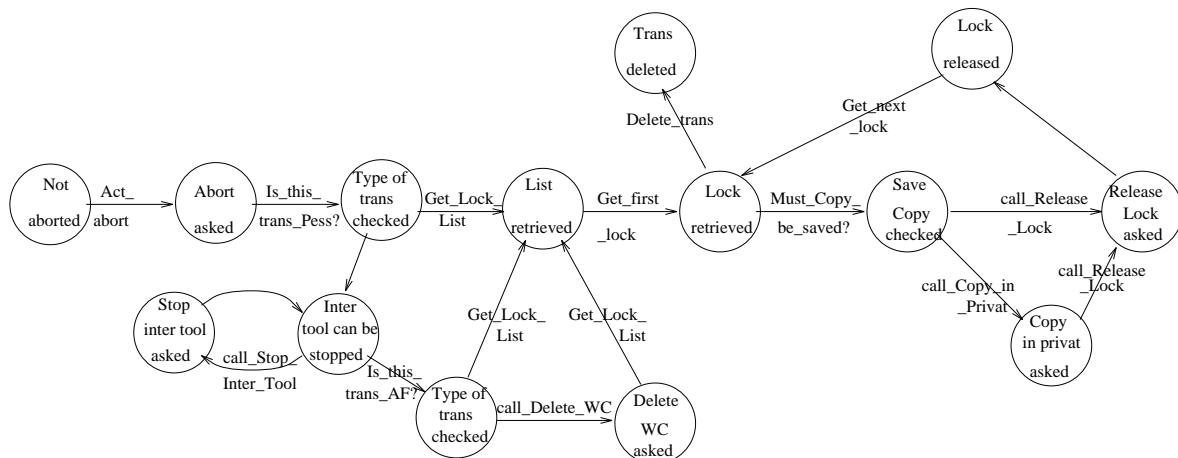 Trans
deleted
Lock
released
Get_next
_lock
Delete_trans
Not
aborted
Act_
abort
Abort
asked
Is_this_
trans_Pess?
Type of
trans
checked
Get_Lock_
List
List
retrieved
Get_first
_lock
Lock
retrieved
Must_Copy_
be_saved?
Save
Copy
checked
call_Release
_Lock
Release
Lock
asked
call_Copy_in
_Privat
call_Release
_Lock
Copy
in privat
asked
Stop
inter tool
asked
call_Stop_
Inter_Tool
Inter
tool can be
stopped
Is_this_
trans_AF?
Get_Lock_
List
Get_Lock_
List
Type of
trans
checked
call_Delete_WC
Delete
WC
asked